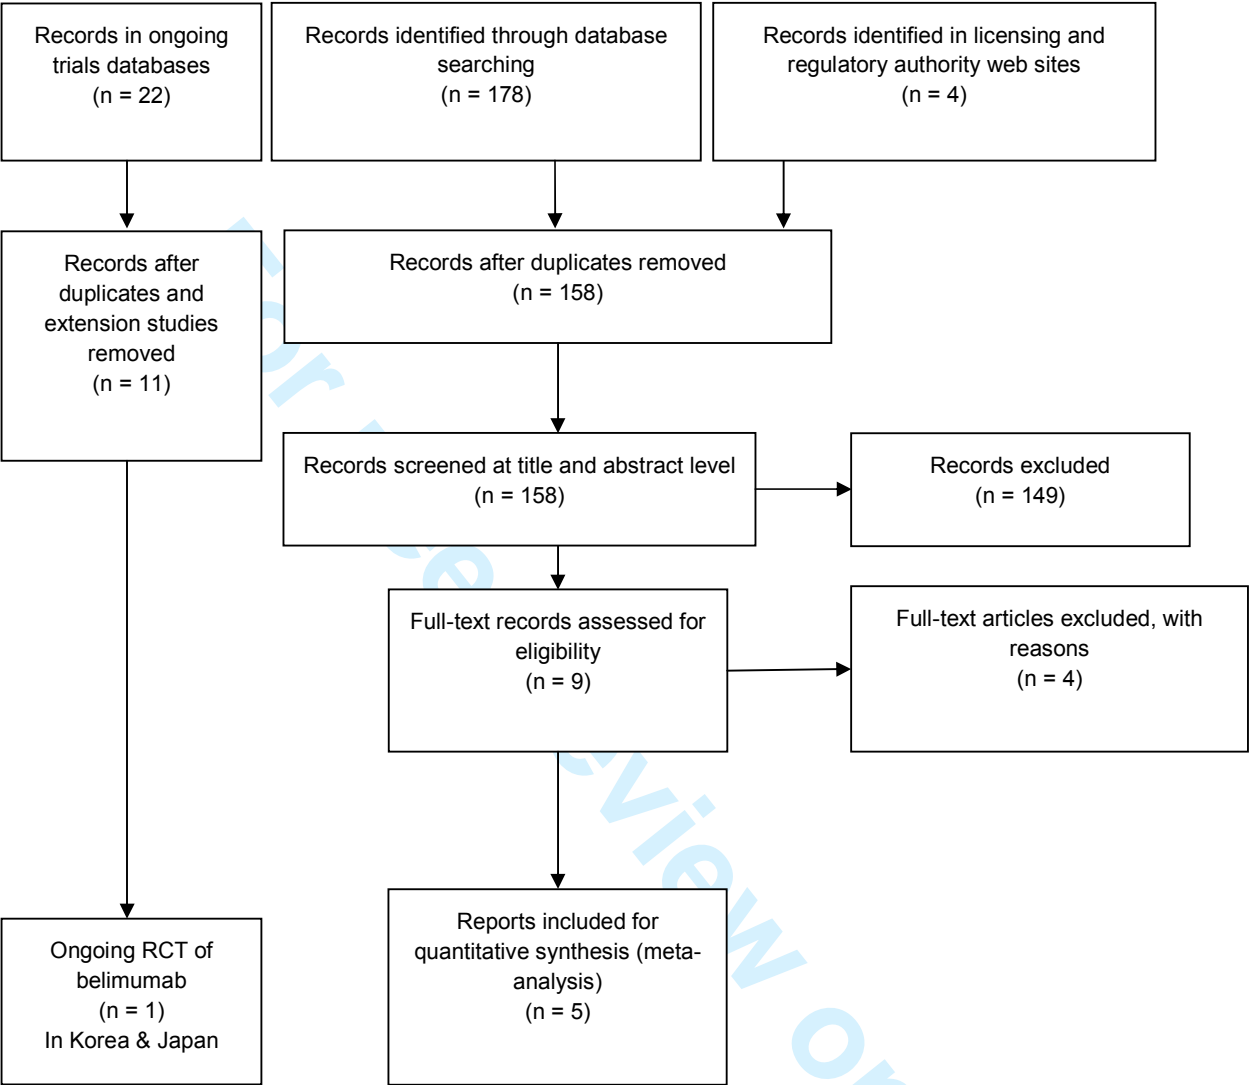 Records in ongoing
trials databases
(n = 22)
Records identified through database
searching
(n = 178)
Records identified in licensing and
regulatory authority web sites
(n = 4)
Records after
duplicates and
extension studies
removed
(n = 11)
Records after duplicates removed
(n = 158)
Records screened at title and abstract level
(n = 158)
Records excluded
(n = 149)
Full-text records assessed for
eligibility
(n = 9)
Full-text articles excluded, with
reasons
(n = 4)
Reports included for
quantitative synthesis (meta-
analysis)
(n = 5)
Ongoing RCT of
belimumab
(n = 1)
In Korea & Japan